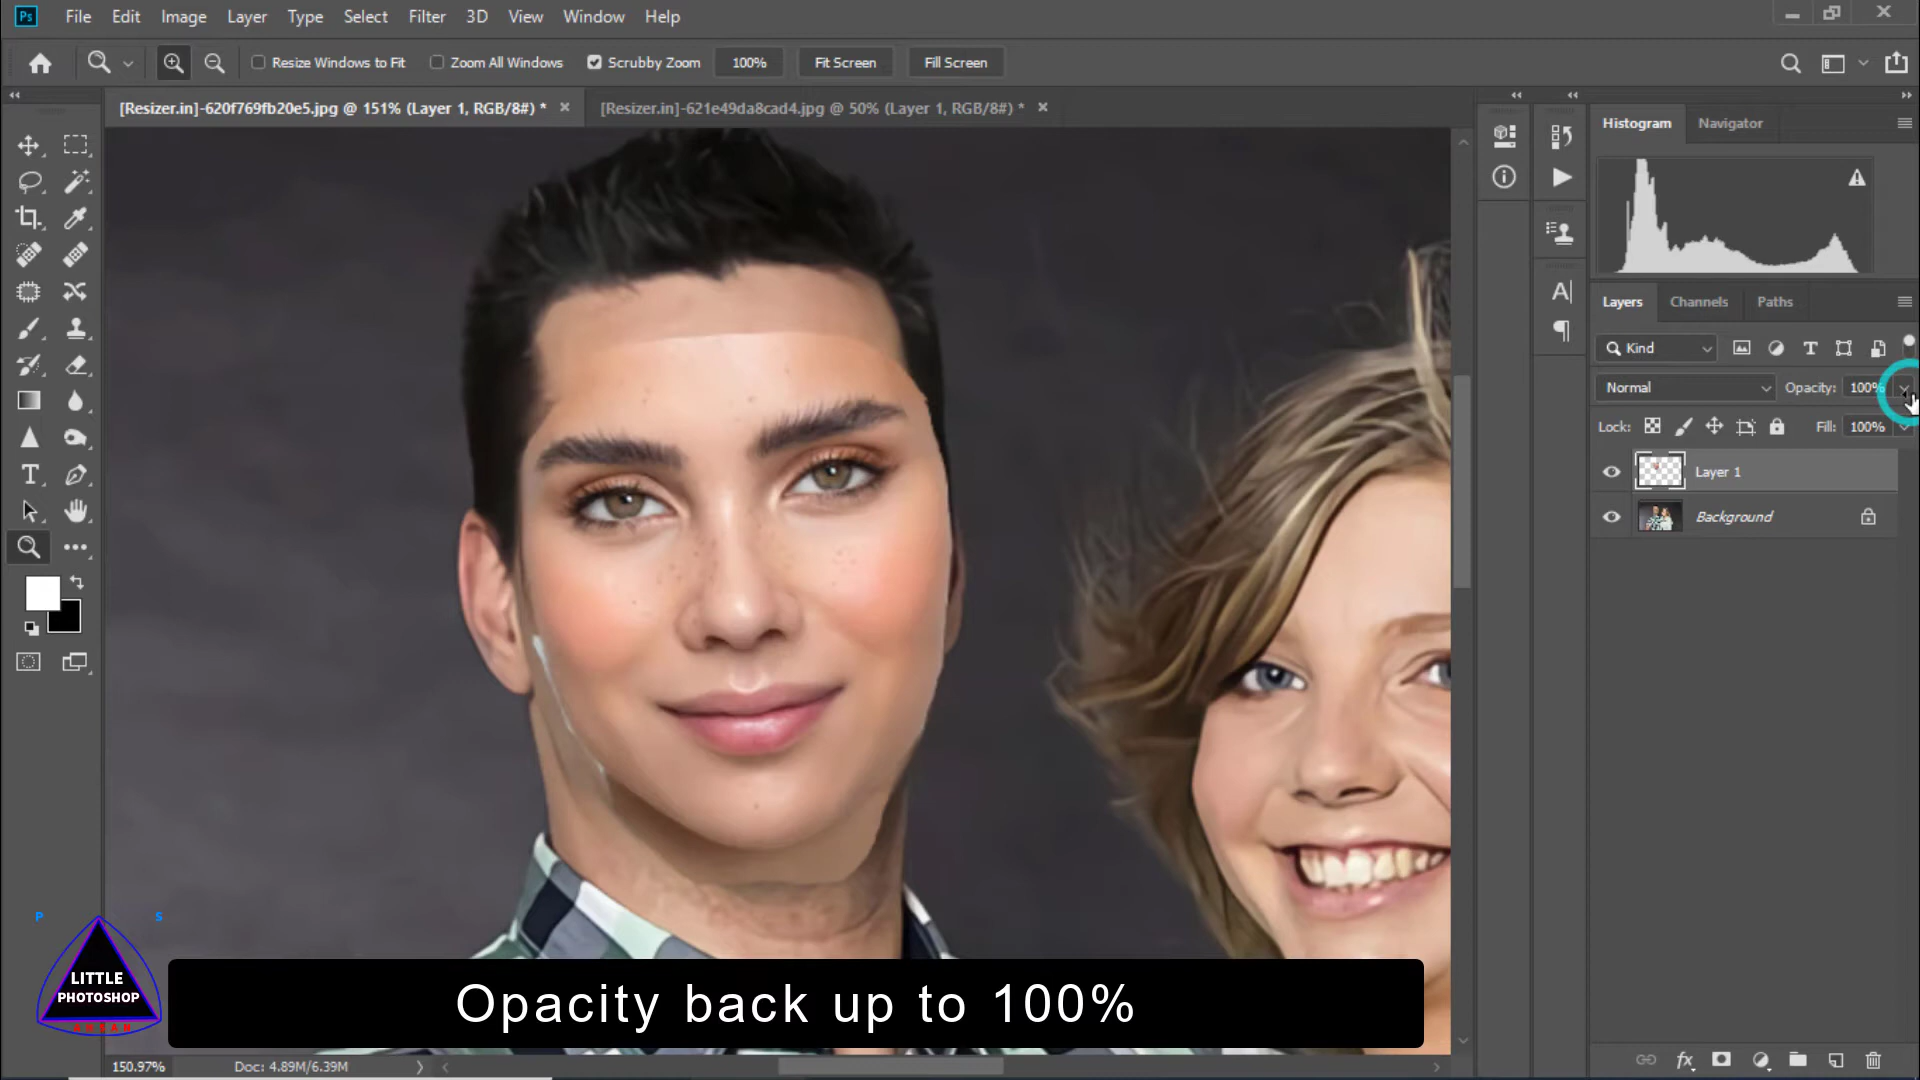 Ps File Edit Image Layer Type Select Filter 3D View Window Help
Resize Windows to Fit Zoom All Windows Scrubby Zoom 100% Fit Screen Fill Screen
[Resizer.in]-620f769fb20e5.jpg @ 151% (Layer 1, RGB/8#) * [Resizer.in]-621e49da8cad4.jpg @ 50% (Layer 1, RGB/8#) *
Histogram Navigator
Layers Channels Paths
Kind
Normal Opacity: 100%
Lock: Fill: 100%
Layer 1
Background
P S
LITTLE
PHOTOSHOP
Opacity back up to 100%
150.97% Doc: 4.89M/6.39M